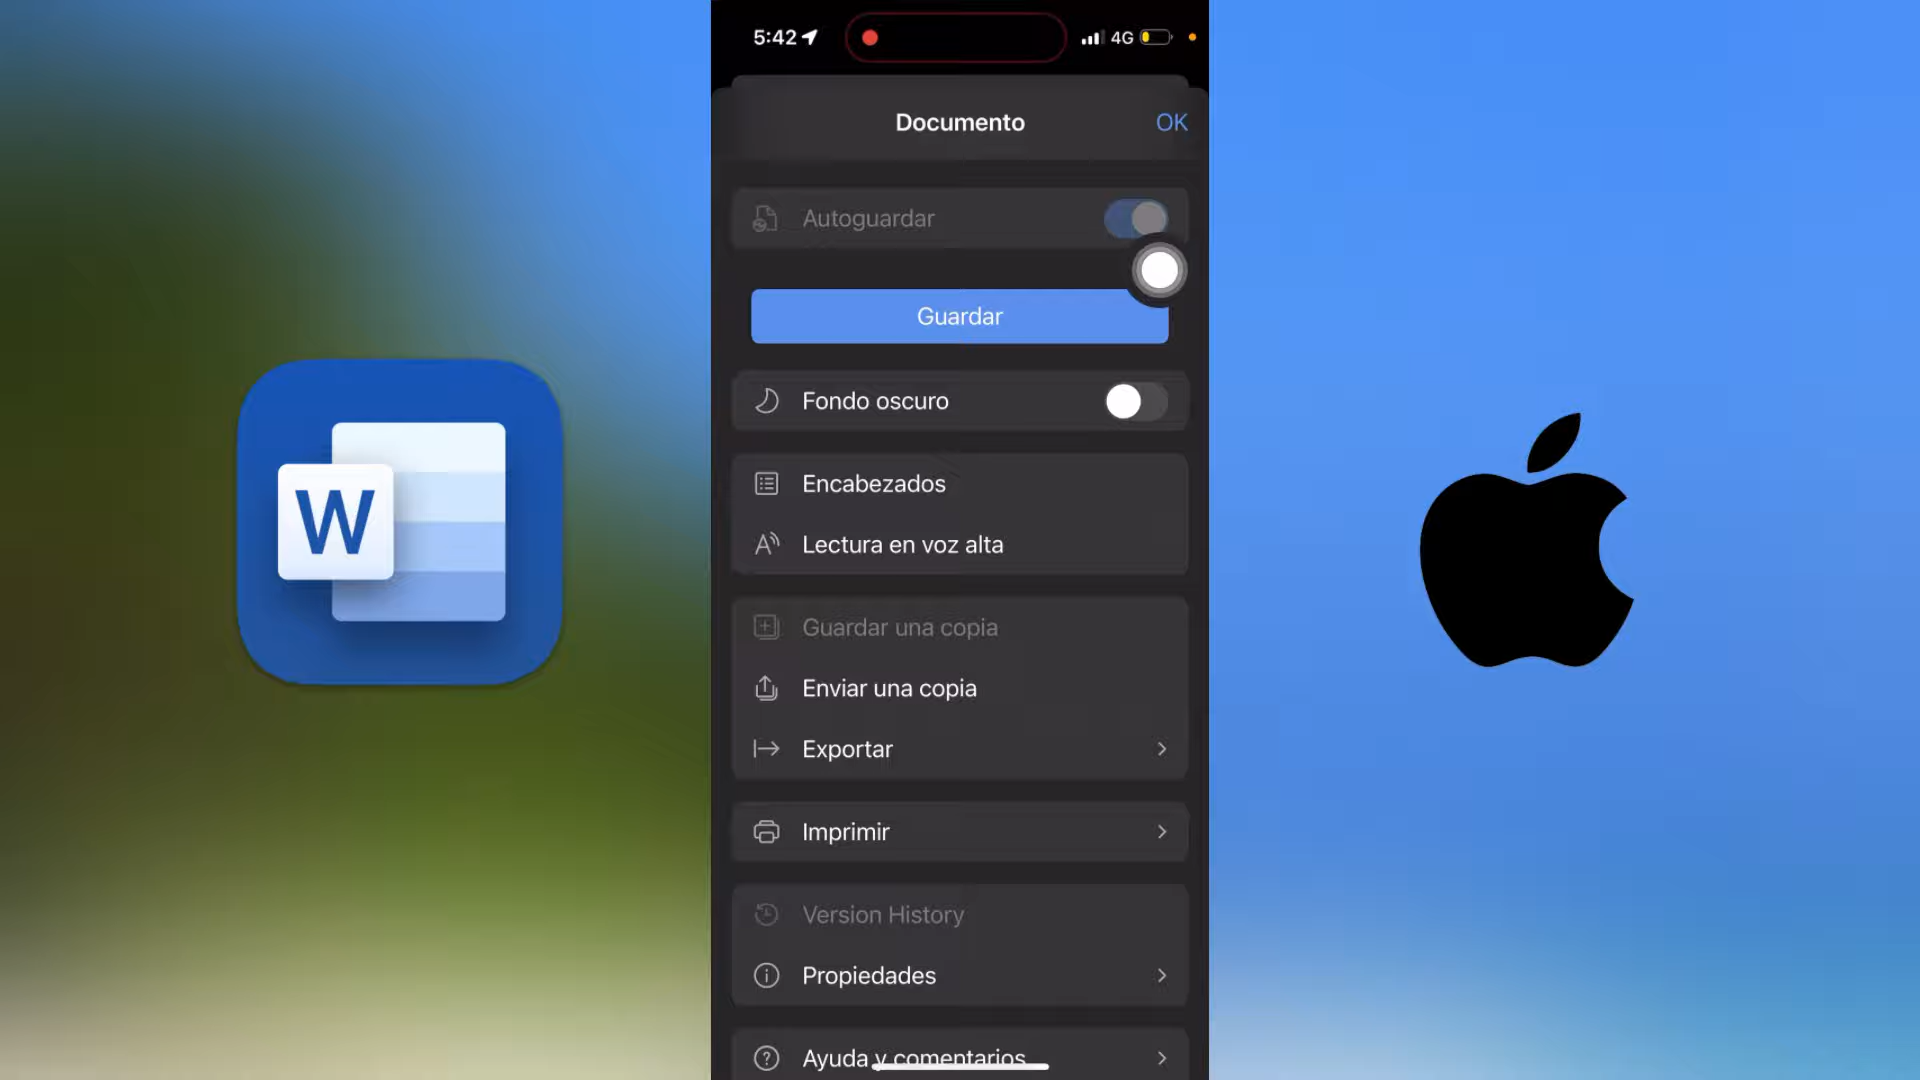 5:42
4G
Documento
OK
Autoguardar
Guardar
Fondo oscuro
Encabezados
Lectura en voz alta
Guardar una copia
Enviar una copia
Exportar
Imprimir
Version History
Propiedades
Ayuda y comentarios
W